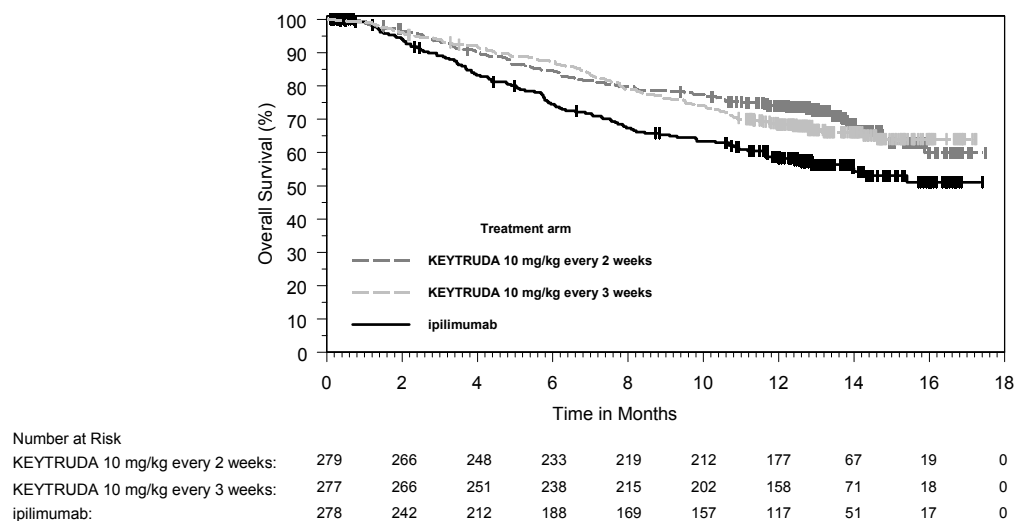 100
90
80
70
60
50
40
30
20
10
0
Overall Survival (%)
Treatment arm
KEYTRUDA 10 mg/kg every 2 weeks
KEYTRUDA 10 mg/kg every 3 weeks
ipilimumab
0 2 4 6 8 10 12 14 16 18
Time in Months
Number at Risk
KEYTRUDA 10 mg/kg every 2 weeks: 279 266 248 233 219 212 177 67 19 0
KEYTRUDA 10 mg/kg every 3 weeks: 277 266 251 238 215 202 158 71 18 0
ipilimumab: 278 242 212 188 169 157 117 51 17 0